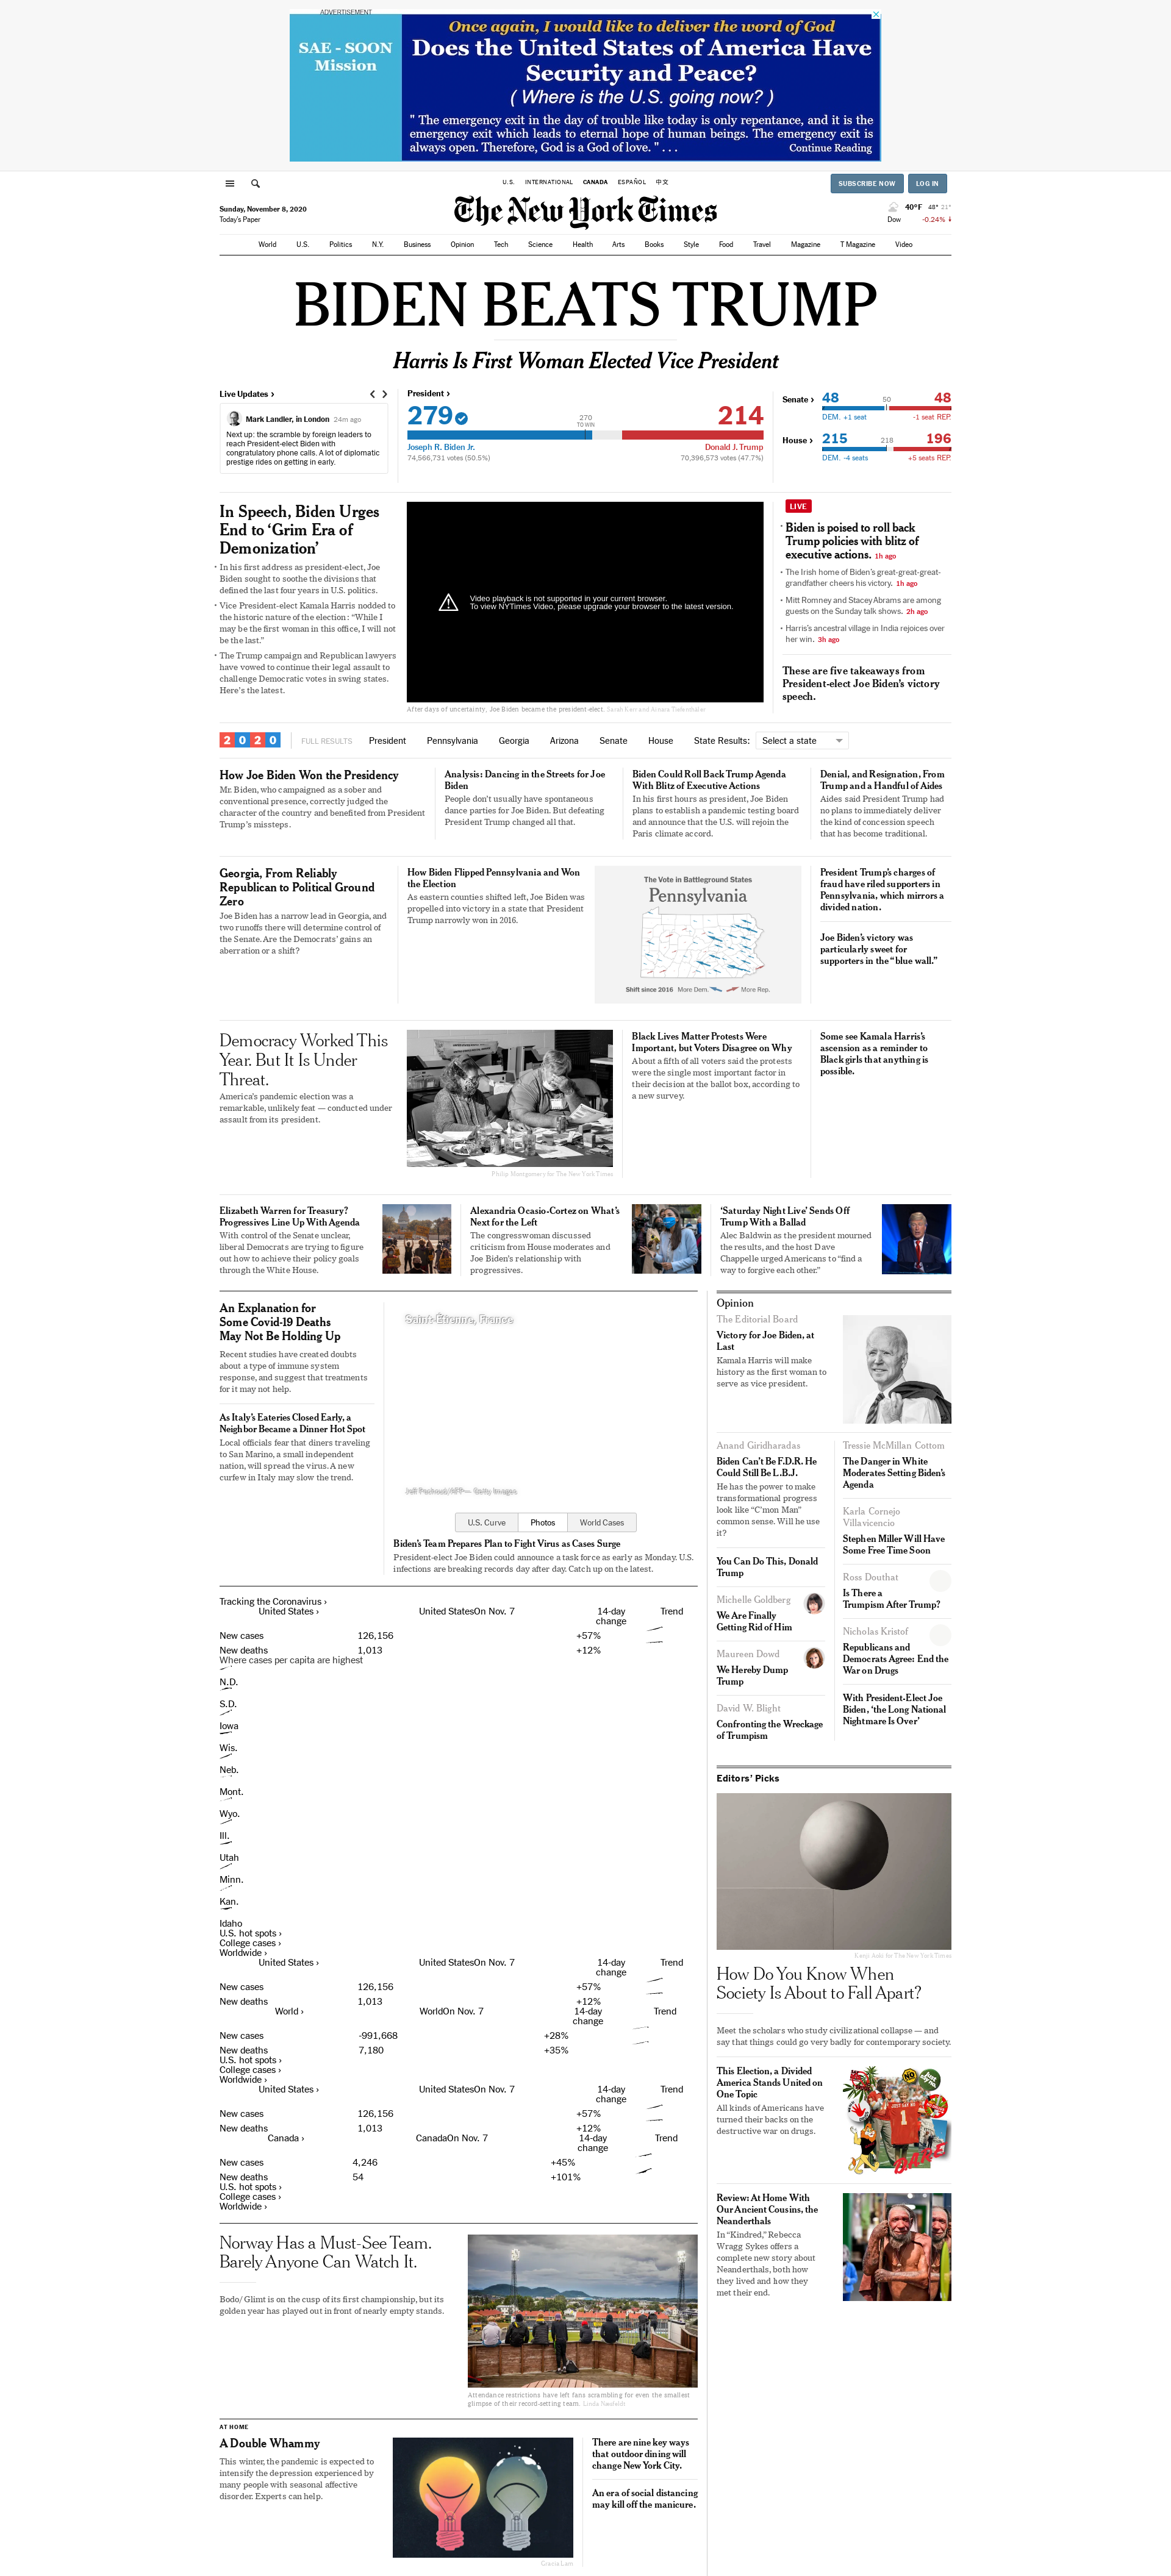 ADVERTISEMENT
SAE - SOON
Mission
Once again, I would like to deliver the word of God
Does the United States of America Have
Security and Peace?
( Where is the U.S. going now? )
" The emergency exit in the day of trouble like today is only repentance, and it is the
emergency exit which leads to eternal hope of human beings. The emergency exit is
always open. Therefore, God is a God of love. " . . .
Continue Reading
U.S. INTERNATIONAL CANADA ESPAÑOL 中文
SUBSCRIBE NOW LOG IN
Sunday, November 8, 2020
Today's Paper
The New York Times
40°F 48° 21°
Dow -0.24%
World U.S. Politics N.Y. Business Opinion Tech Science Health Arts Books Style Food Travel Magazine T Magazine Video
BIDEN BEATS TRUMP
Harris Is First Woman Elected Vice President
Live Updates ›
Mark Landler, in London 24m ago
Next up: the scramble by foreign leaders to
reach President-elect Biden with
congratulatory phone calls. A lot of diplomatic
prestige rides on getting in early.
President ›
279 214
270
TO WIN
Joseph R. Biden Jr. Donald J. Trump
74,566,731 votes (50.5%) 70,396,573 votes (47.7%)
Senate › 48 50 48
DEM. +1 seat -1 seat REP.
House › 215 218 196
DEM. -4 seats +5 seats REP.
In Speech, Biden Urges
End to ‘Grim Era of
Demonization’
• In his first address as president-elect, Joe
Biden sought to soothe the divisions that
defined the last four years in U.S. politics.
• Vice President-elect Kamala Harris nodded to
the historic nature of the election: “While I
may be the first woman in this office, I will not
be the last.”
• The Trump campaign and Republican lawyers
have vowed to continue their legal assault to
challenge Democratic votes in swing states.
Here’s the latest.
Video playback is not supported in your current browser.
To view NYTimes Video, please upgrade your browser to the latest version.
After days of uncertainty, Joe Biden became the president-elect. Sarah Kerr and Ainara Tiefenthäler
LIVE
• Biden is poised to roll back
Trump policies with blitz of
executive actions. 1h ago
• The Irish home of Biden’s great-great-great-
grandfather cheers his victory. 1h ago
• Mitt Romney and Stacey Abrams are among
guests on the Sunday talk shows. 2h ago
• Harris’s ancestral village in India rejoices over
her win. 3h ago
These are five takeaways from
President-elect Joe Biden’s victory
speech.
2020 FULL RESULTS President Pennsylvania Georgia Arizona Senate House State Results: Select a state
How Joe Biden Won the Presidency
Mr. Biden, who campaigned as a sober and
conventional presence, correctly judged the
character of the country and benefited from President
Trump’s missteps.
Analysis: Dancing in the Streets for Joe
Biden
People don’t usually have spontaneous
dance parties for Joe Biden. But defeating
President Trump changed all that.
Biden Could Roll Back Trump Agenda
With Blitz of Executive Actions
In his first hours as president, Joe Biden
plans to establish a pandemic testing board
and announce that the U.S. will rejoin the
Paris climate accord.
Denial, and Resignation, From
Trump and a Handful of Aides
Aides said President Trump had
no plans to immediately deliver
the kind of concession speech
that has become traditional.
Georgia, From Reliably
Republican to Political Ground
Zero
Joe Biden has a narrow lead in Georgia, and
two runoffs there will determine control of
the Senate. Are the Democrats’ gains an
aberration or a shift?
How Biden Flipped Pennsylvania and Won
the Election
As eastern counties shifted left, Joe Biden was
propelled into victory in a state that President
Trump narrowly won in 2016.
The Vote in Battleground States
Pennsylvania
Shift since 2016 More Dem. More Rep.
President Trump’s charges of
fraud have riled supporters in
Pennsylvania, which mirrors a
divided nation.
Joe Biden’s victory was
particularly sweet for
supporters in the “blue wall.”
Democracy Worked This
Year. But It Is Under
Threat.
America’s pandemic election was a
remarkable, unlikely feat — conducted under
assault from its president.
Philip Montgomery for The New York Times
Black Lives Matter Protests Were
Important, but Voters Disagree on Why
About a fifth of all voters said the protests
were the single most important factor in
their decision at the ballot box, according to
a new survey.
Some see Kamala Harris’s
ascension as a reminder to
Black girls that anything is
possible.
Elizabeth Warren for Treasury?
Progressives Line Up With Agenda
With control of the Senate unclear,
liberal Democrats are trying to figure
out how to achieve their policy goals
through the White House.
Alexandria Ocasio-Cortez on What’s
Next for the Left
The congresswoman discussed
criticism from House moderates and
Joe Biden’s relationship with
progressives.
‘Saturday Night Live’ Sends Off
Trump With a Ballad
Alec Baldwin as the president mourned
the results, and the host Dave
Chappelle urged Americans to “find a
way to forgive each other.”
An Explanation for
Some Covid-19 Deaths
May Not Be Holding Up
Recent studies have created doubts
about a type of immune system
response, and suggest that treatments
for it may not help.
As Italy’s Eateries Closed Early, a
Neighbor Became a Dinner Hot Spot
Local officials fear that diners traveling
to San Marino, a small independent
nation, will spread the virus. A new
curfew in Italy may slow the trend.
Saint-Étienne, France
Jeff Pachoud/AFP — Getty Images
U.S. Curve Photos World Cases
Biden’s Team Prepares Plan to Fight Virus as Cases Surge
President-elect Joe Biden could announce a task force as early as Monday. U.S.
infections are breaking records day after day. Catch up on the latest.
Tracking the Coronavirus ›
United States › United StatesOn Nov. 7 14-day
change Trend
New cases 126,156 +57%
New deaths 1,013 +12%
Where cases per capita are highest
N.D.
S.D.
Iowa
Wis.
Neb.
Mont.
Wyo.
Ill.
Utah
Minn.
Kan.
Idaho
U.S. hot spots ›
College cases ›
Worldwide ›
United States › United StatesOn Nov. 7 14-day
change Trend
New cases 126,156 +57%
New deaths 1,013 +12%
World › WorldOn Nov. 7 14-day
change Trend
New cases -991,668 +28%
New deaths 7,180 +35%
U.S. hot spots ›
College cases ›
Worldwide ›
United States › United StatesOn Nov. 7 14-day
change Trend
New cases 126,156 +57%
New deaths 1,013 +12%
Canada › CanadaOn Nov. 7 14-day
change Trend
New cases 4,246 +45%
New deaths 54 +101%
U.S. hot spots ›
College cases ›
Worldwide ›
Norway Has a Must-See Team.
Barely Anyone Can Watch It.
Bodo/Glimt is on the cusp of its first championship, but its
golden year has played out in front of nearly empty stands.
Attendance restrictions have left fans scrambling for even the smallest
glimpse of their record-setting team. Linda Næsfeldt
AT HOME
A Double Whammy
This winter, the pandemic is expected to
intensify the depression experienced by
many people with seasonal affective
disorder. Experts can help.
Gracia Lam
There are nine key ways
that outdoor dining will
change New York City.
An era of social distancing
may kill off the manicure.
Opinion
The Editorial Board
Victory for Joe Biden, at
Last
Kamala Harris will make
history as the first woman to
serve as vice president.
Anand Giridharadas
Biden Can’t Be F.D.R. He
Could Still Be L.B.J.
He has the power to make
transformational progress
look like “C’mon Man”
common sense. Will he use
it?
You Can Do This, Donald
Trump
Michelle Goldberg
We Are Finally
Getting Rid of Him
Maureen Dowd
We Hereby Dump
Trump
David W. Blight
Confronting the Wreckage
of Trumpism
Tressie McMillan Cottom
The Danger in White
Moderates Setting Biden’s
Agenda
Karla Cornejo
Villavicencio
Stephen Miller Will Have
Some Free Time Soon
Ross Douthat
Is There a
Trumpism After Trump?
Nicholas Kristof
Republicans and
Democrats Agree: End the
War on Drugs
With President-Elect Joe
Biden, ‘the Long National
Nightmare Is Over’
Editors’ Picks
Kenji Aoki for The New York Times
How Do You Know When
Society Is About to Fall Apart?
Meet the scholars who study civilizational collapse — and
say that things could go very badly for contemporary society.
This Election, a Divided
America Stands United on
One Topic
All kinds of Americans have
turned their backs on the
destructive war on drugs.
NO
1
DARE
Review: At Home With
Our Ancient Cousins, the
Neanderthals
In “Kindred,” Rebecca
Wragg Sykes offers a
complete new story about
Neanderthals, both how
they lived and how they
met their end.